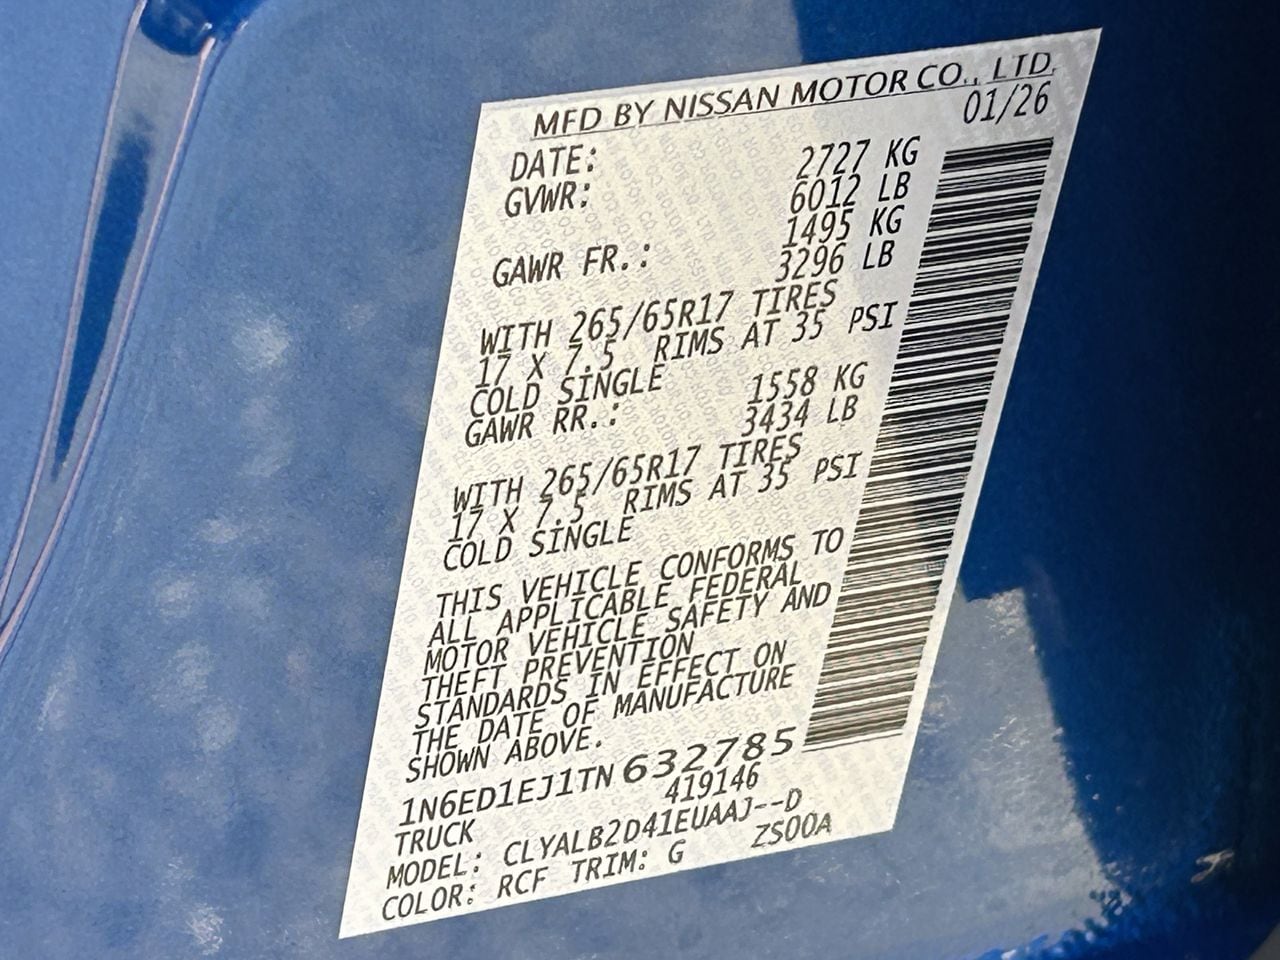 MFD BY NISSAN MOTOR CO., LTD.
DATE: 01/26
GVWR: 2727 KG
6012 LB
GAWR FR.: 1495 KG
3296 LB
WITH 265/65R17 TIRES
17 X 7.5 RIMS AT 35 PSI
COLD SINGLE
GAWR RR.: 1558 KG
3434 LB
WITH 265/65R17 TIRES
17 X 7.5 RIMS AT 35 PSI
COLD SINGLE
THIS VEHICLE CONFORMS TO
ALL APPLICABLE FEDERAL
MOTOR VEHICLE SAFETY AND
THEFT PREVENTION
STANDARDS IN EFFECT ON
THE DATE OF MANUFACTURE
SHOWN ABOVE.
1N6ED1EJ1TN632785
TRUCK 419146
MODEL: CLYALB2D41EUAAJ--D
COLOR: RCF TRIM: G ZS00A